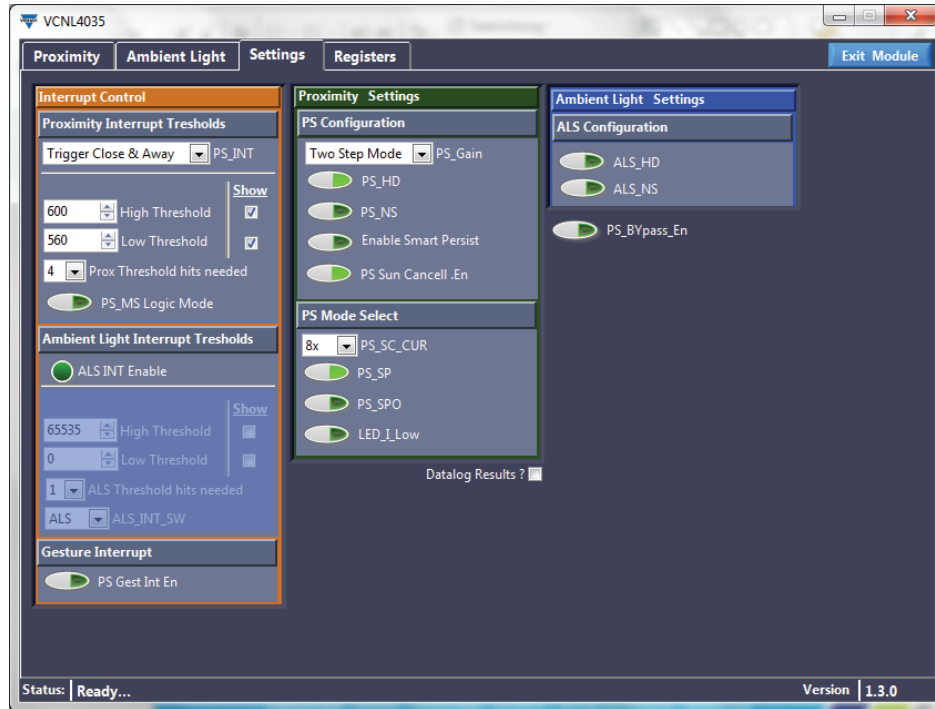 VCNL4035
Proximity Ambient Light Settings Registers Exit Module
Interrupt Control
Proximity Interrupt Tresholds
Trigger Close & Away PS_INT
Show
600 High Threshold
560 Low Threshold
4 Prox Threshold hits needed
PS_MS Logic Mode
Ambient Light Interrupt Tresholds
ALS INT Enable
Show
65535 High Threshold
0 Low Threshold
1 ALS Threshold hits needed
ALS ALS_INT_SW
Gesture Interrupt
PS Gest Int En
Proximity Settings
PS Configuration
Two Step Mode PS_Gain
PS_HD
PS_NS
Enable Smart Persist
PS Sun Cancell .En
PS Mode Select
8x PS_SC_CUR
PS_SP
PS_SPO
LED_I_Low
Datalog Results ?
Ambient Light Settings
ALS Configuration
ALS_HD
ALS_NS
PS_BYpass_En
Status: Ready... Version 1.3.0